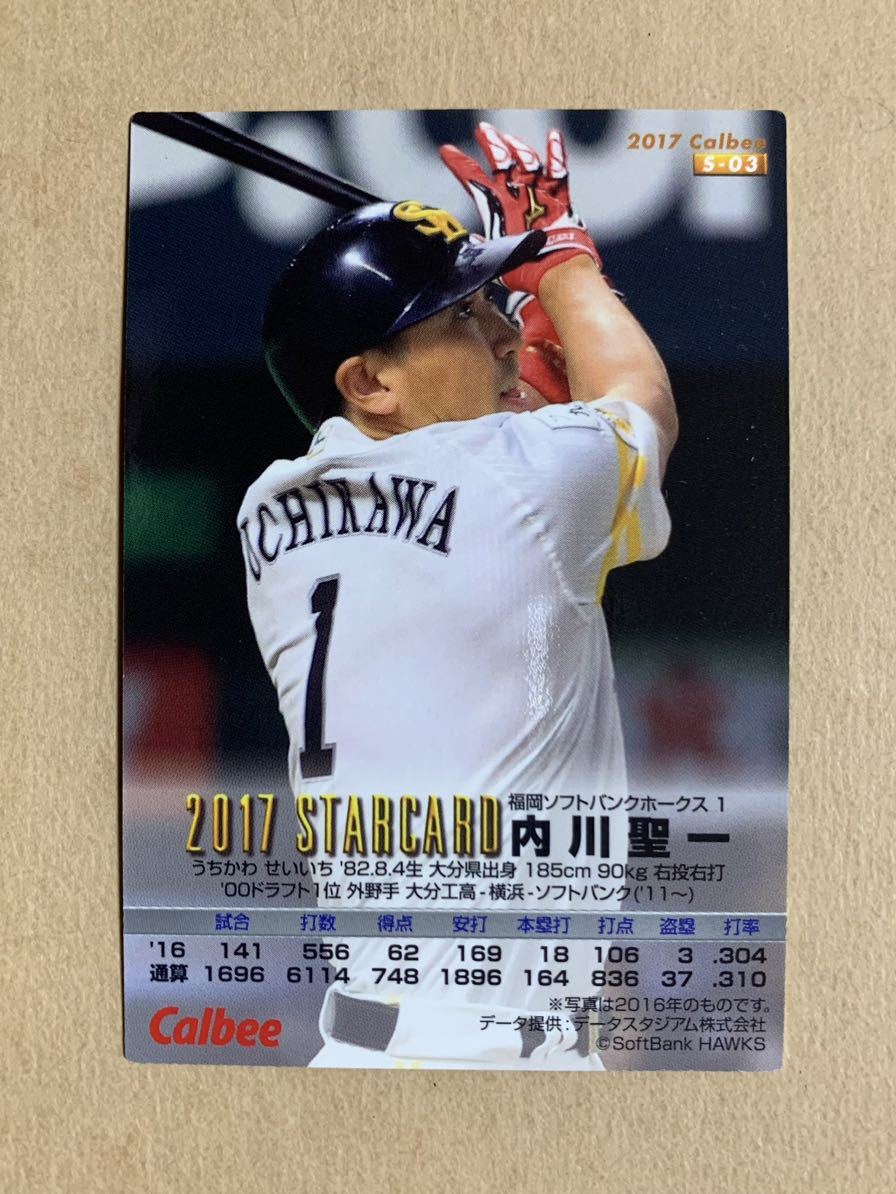 2017 Calbee
S-03
SH
UCHIKAWA
1
2017 STARCARD
福岡ソフトバンクホークス 1
内川聖一
うちかわ せいいち '82.8.4生 大分県出身 185cm 90kg 右投右打
'00ドラフト1位 外野手 大分工高-横浜-ソフトバンク('11〜)
試合 打数 得点 安打 本塁打 打点 盗塁 打率
'16 141 556 62 169 18 106 3 .304
通算 1696 6114 748 1896 164 836 37 .310
※写真は2016年のものです。
データ提供：データスタジアム株式会社
©SoftBank HAWKS
Calbee